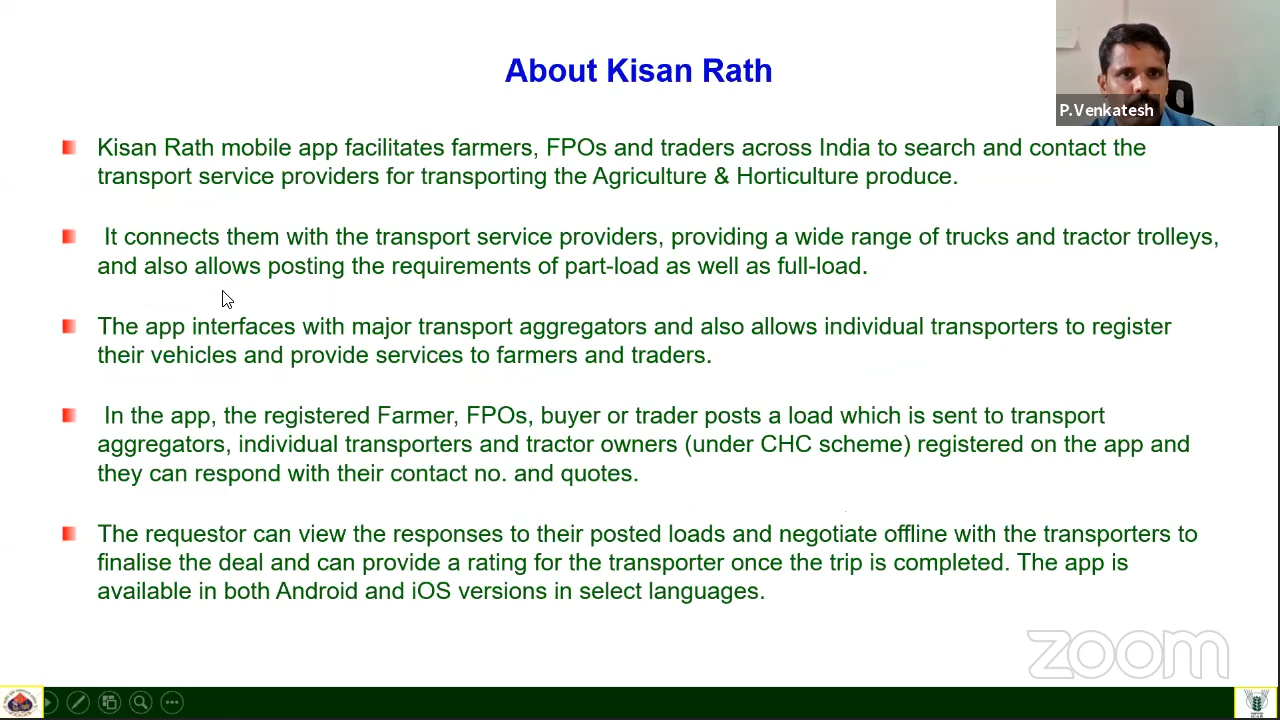 About Kisan Rath
P.Venkatesh
Kisan Rath mobile app facilitates farmers, FPOs and traders across India to search and contact the
transport service providers for transporting the Agriculture & Horticulture produce.
It connects them with the transport service providers, providing a wide range of trucks and tractor trolleys,
and also allows posting the requirements of part-load as well as full-load.
The app interfaces with major transport aggregators and also allows individual transporters to register
their vehicles and provide services to farmers and traders.
In the app, the registered Farmer, FPOs, buyer or trader posts a load which is sent to transport
aggregators, individual transporters and tractor owners (under CHC scheme) registered on the app and
they can respond with their contact no. and quotes.
The requestor can view the responses to their posted loads and negotiate offline with the transporters to
finalise the deal and can provide a rating for the transporter once the trip is completed. The app is
available in both Android and iOS versions in select languages.
zoom